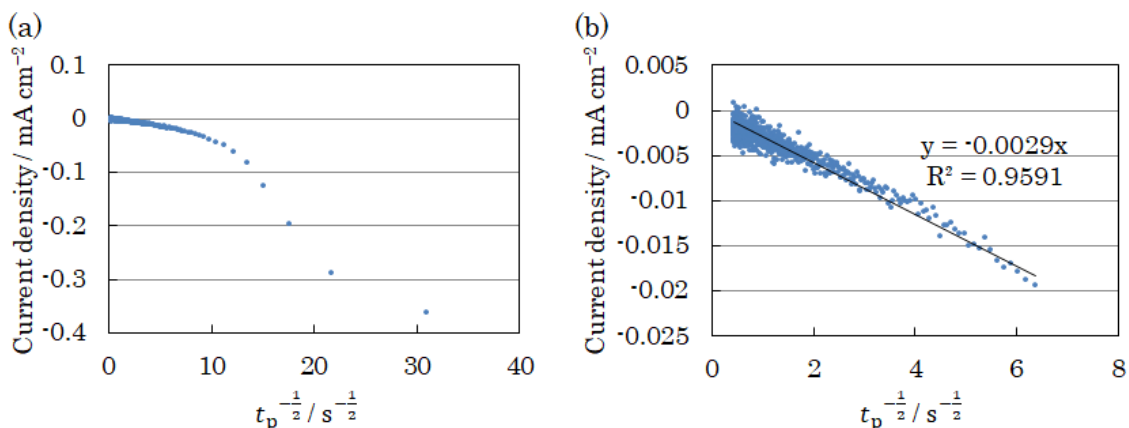 (a)
Current density / mA cm⁻²
0.1
0
-0.1
-0.2
-0.3
-0.4
0 10 20 30 40
tₚ^(-1/2) / s^(-1/2)
(b)
Current density / mA cm⁻²
0.005
0
-0.005
-0.01
-0.015
-0.02
-0.025
y = -0.0029x
R² = 0.9591
0 2 4 6 8
tₚ^(-1/2) / s^(-1/2)